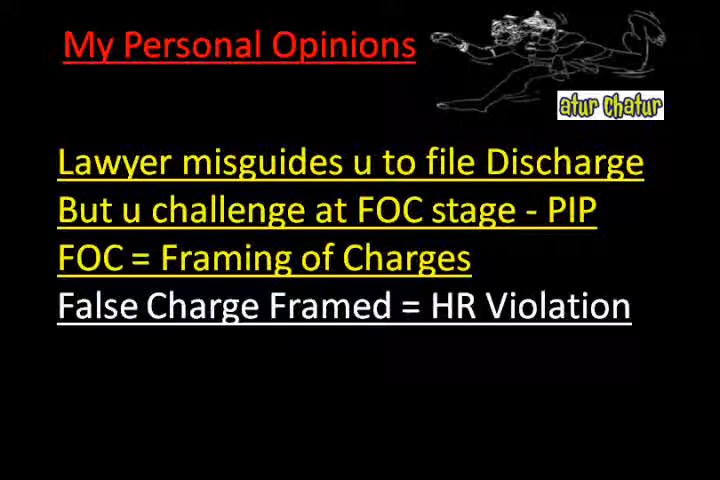 My Personal Opinions
atur chatur
Lawyer misguides u to file Discharge
But u challenge at FOC stage - PIP
FOC = Framing of Charges
False Charge Framed = HR Violation